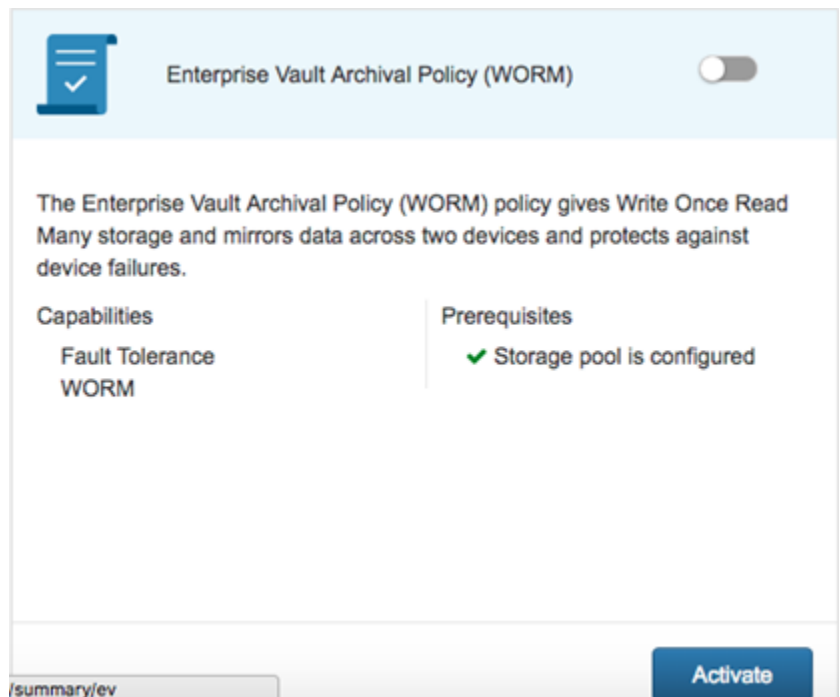 Enterprise Vault Archival Policy (WORM)
The Enterprise Vault Archival Policy (WORM) policy gives Write Once Read
Many storage and mirrors data across two devices and protects against
device failures.
Capabilities
Prerequisites
Fault Tolerance
Storage pool is configured
WORM
Activate
/summary/ev